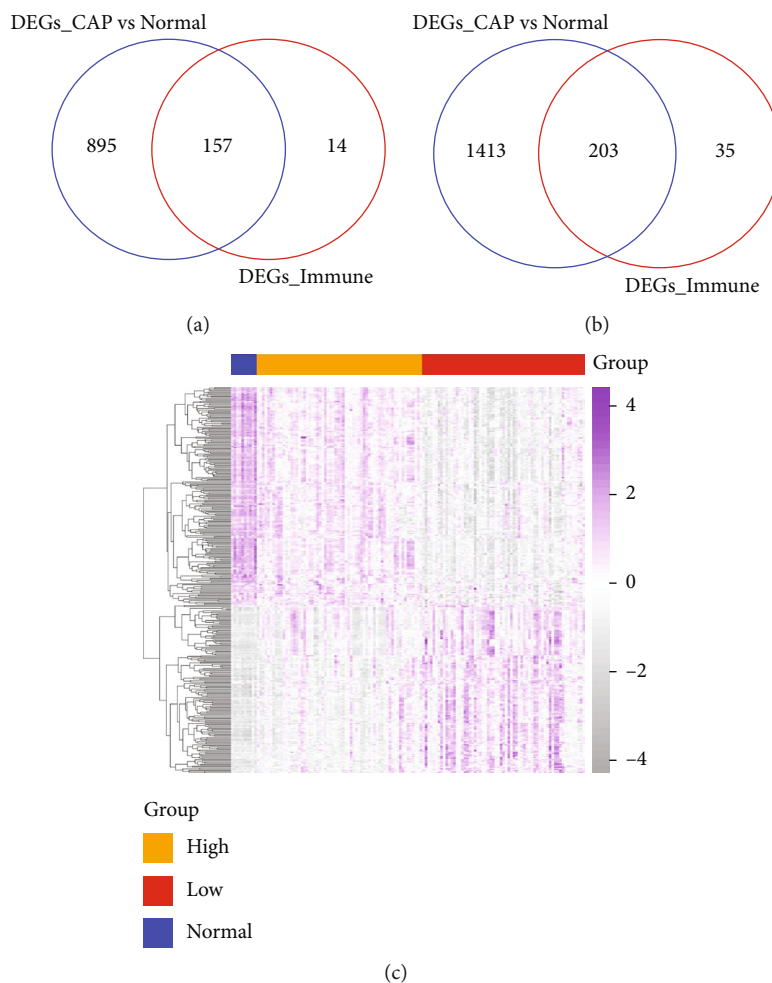 DEGs_CAP vs Normal
895
157
14
DEGs_Immune
(a)
DEGs_CAP vs Normal
1413
203
35
DEGs_Immune
(b)
Group
4
2
0
−2
−4
Group
High
Low
Normal
(c)